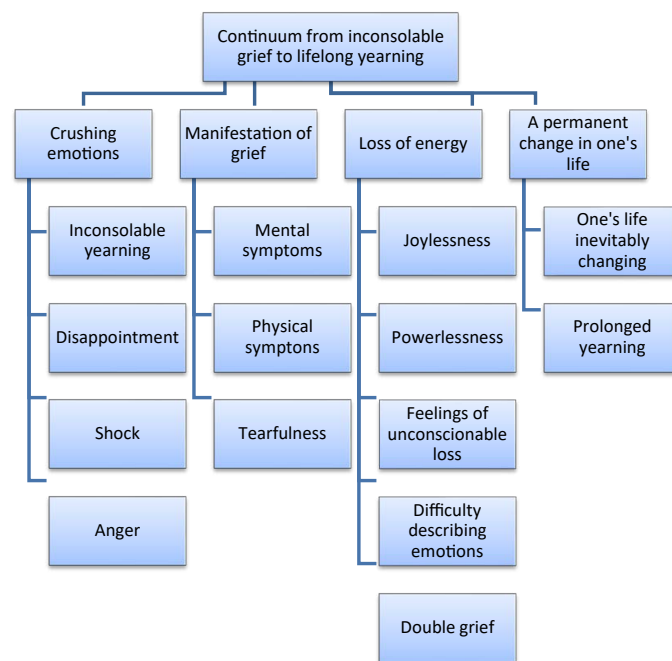 Continuum from inconsolable
grief to lifelong yearning
Crushing
emotions
Inconsolable
yearning
Disappointment
Shock
Anger
Manifestation of
grief
Mental
symptoms
Physical
symptons
Tearfulness
Loss of energy
Joylessness
Powerlessness
Feelings of
unconscionable
loss
Difficulty
describing
emotions
Double grief
A permanent
change in one's
life
One's life
inevitably
changing
Prolonged
yearning